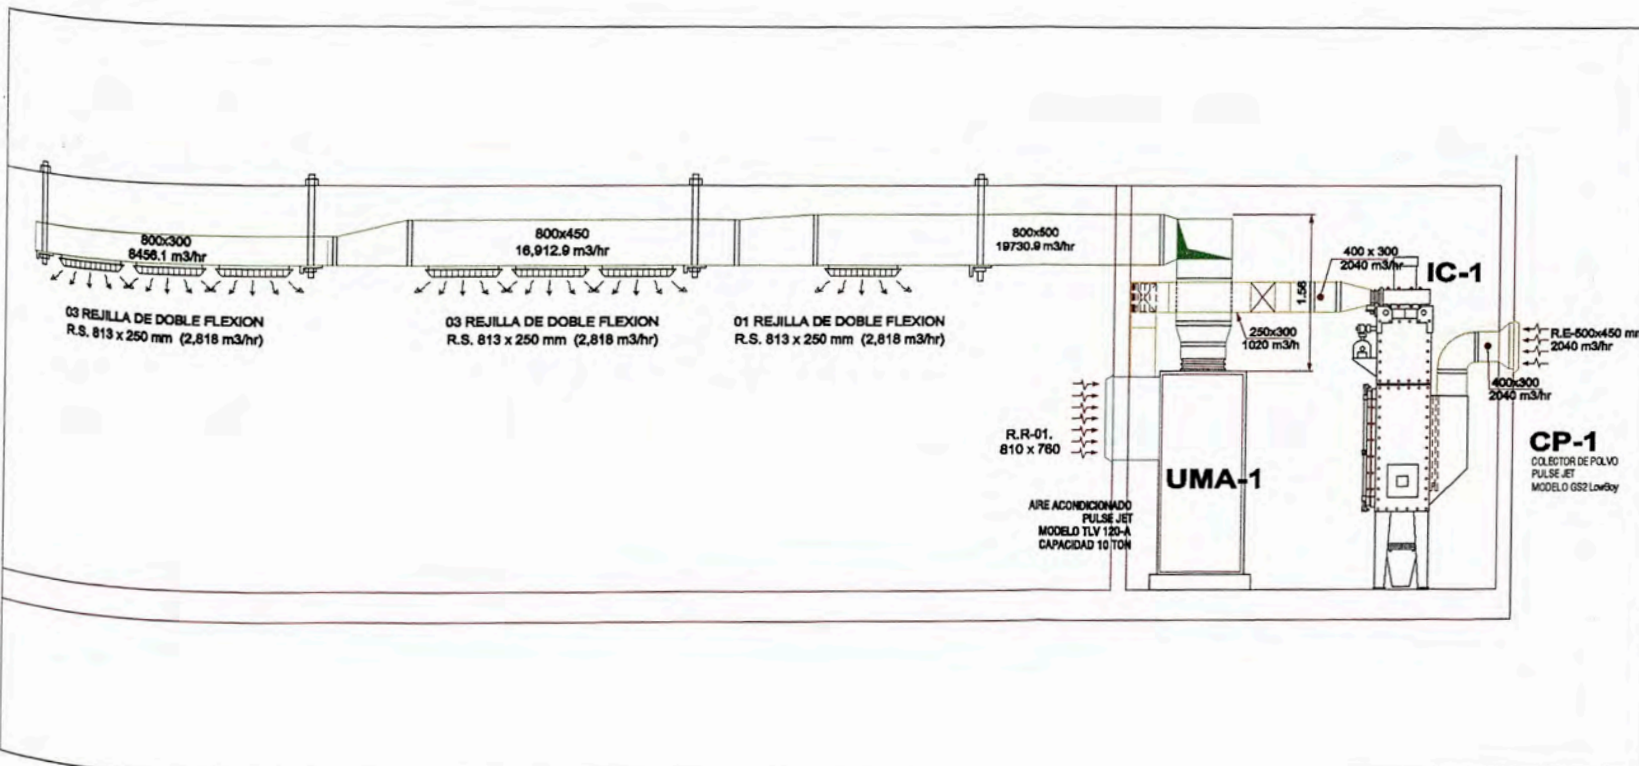 800x300
8456.1 m3/hr
03 REJILLA DE DOBLE FLEXION
R.S. 813 x 250 mm (2,818 m3/hr)
800x450
16,912.9 m3/hr
03 REJILLA DE DOBLE FLEXION
R.S. 813 x 250 mm (2,818 m3/hr)
01 REJILLA DE DOBLE FLEXION
R.S. 813 x 250 mm (2,818 m3/hr)
800x500
19730.9 m3/hr
1,56
250x300
1020 m3/h
400 x 300
2040 m3/hr
IC-1
R.E-500x450 mm
2040 m3/hr
400x300
2040 m3/hr
R.R-01.
810 x 760
UMA-1
AIRE ACONDICIONADO
PULSE JET
MODELO TLV 120-A
CAPACIDAD 10 TON
CP-1
COLECTOR DE POLVO
PULSE JET
MODELO GS2 LowBoy